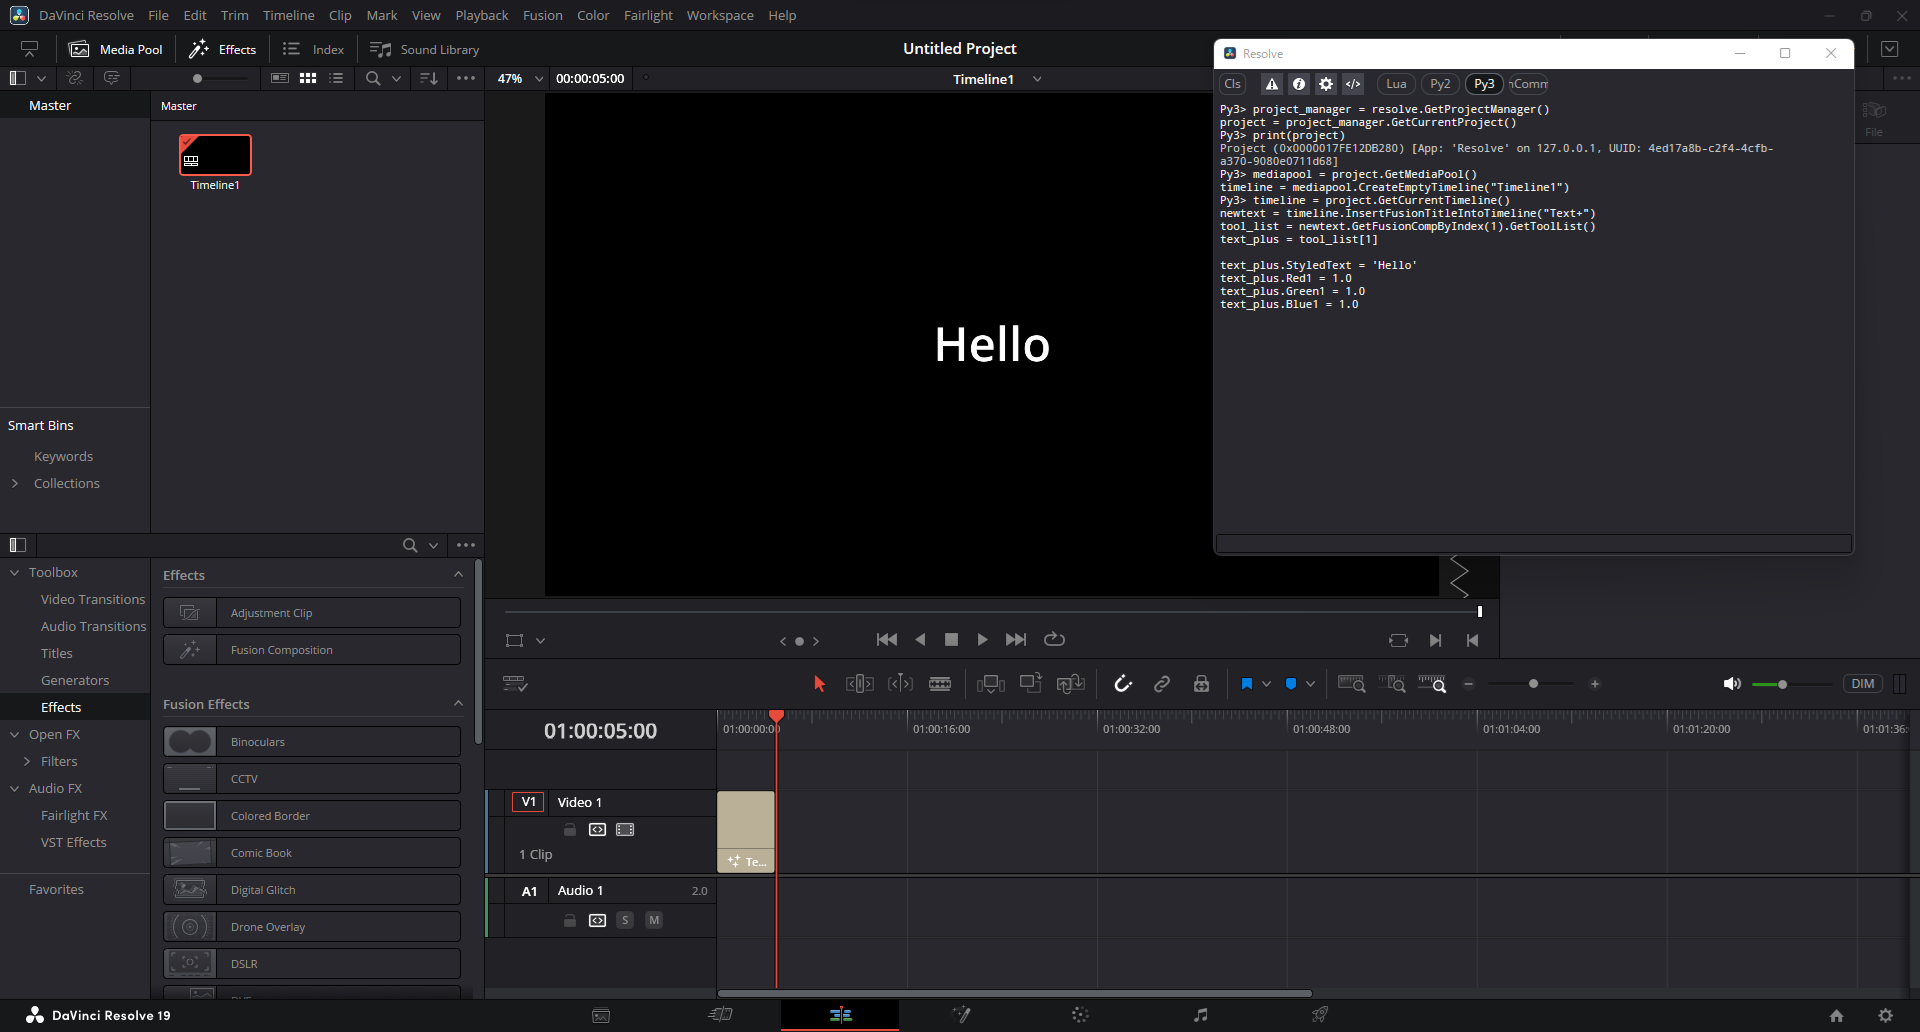 DaVinci Resolve File Edit Trim Timeline Clip Mark View Playback Fusion Color Fairlight Workspace Help
Media Pool Effects Index Sound Library
Untitled Project
47% 00:00:05:00
Timeline1
Master
Master
Timeline1
Smart Bins
Keywords
Collections
Hello
Resolve
Cls Lua Py2 Py3
Py3> project_manager = resolve.GetProjectManager()
project = project_manager.GetCurrentProject()
Py3> print(project)
Project (0x0000017FE12DB280) [App: 'Resolve' on 127.0.0.1, UUID: 4ed17a8b-c2f4-4cfb-
a370-9080e0711d68]
Py3> mediapool = project.GetMediaPool()
timeline = mediapool.CreateEmptyTimeline("Timeline1")
Py3> timeline = project.GetCurrentTimeline()
newtext = timeline.InsertFusionTitleIntoTimeline("Text+")
tool_list = newtext.GetFusionCompByIndex(1).GetToolList()
text_plus = tool_list[1]
text_plus.StyledText = 'Hello'
text_plus.Red1 = 1.0
text_plus.Green1 = 1.0
text_plus.Blue1 = 1.0
File
Toolbox
Video Transitions
Audio Transitions
Titles
Generators
Effects
Open FX
Filters
Audio FX
Fairlight FX
VST Effects
Favorites
Effects
Adjustment Clip
Fusion Composition
Fusion Effects
Binoculars
CCTV
Colored Border
Comic Book
Digital Glitch
Drone Overlay
DSLR
DIM
01:00:05:00
01:00:00:00 01:00:16:00 01:00:32:00 01:00:48:00 01:01:04:00 01:01:20:00 01:01:36:
V1 Video 1
1 Clip
Te...
A1 Audio 1 2.0
S M
DaVinci Resolve 19